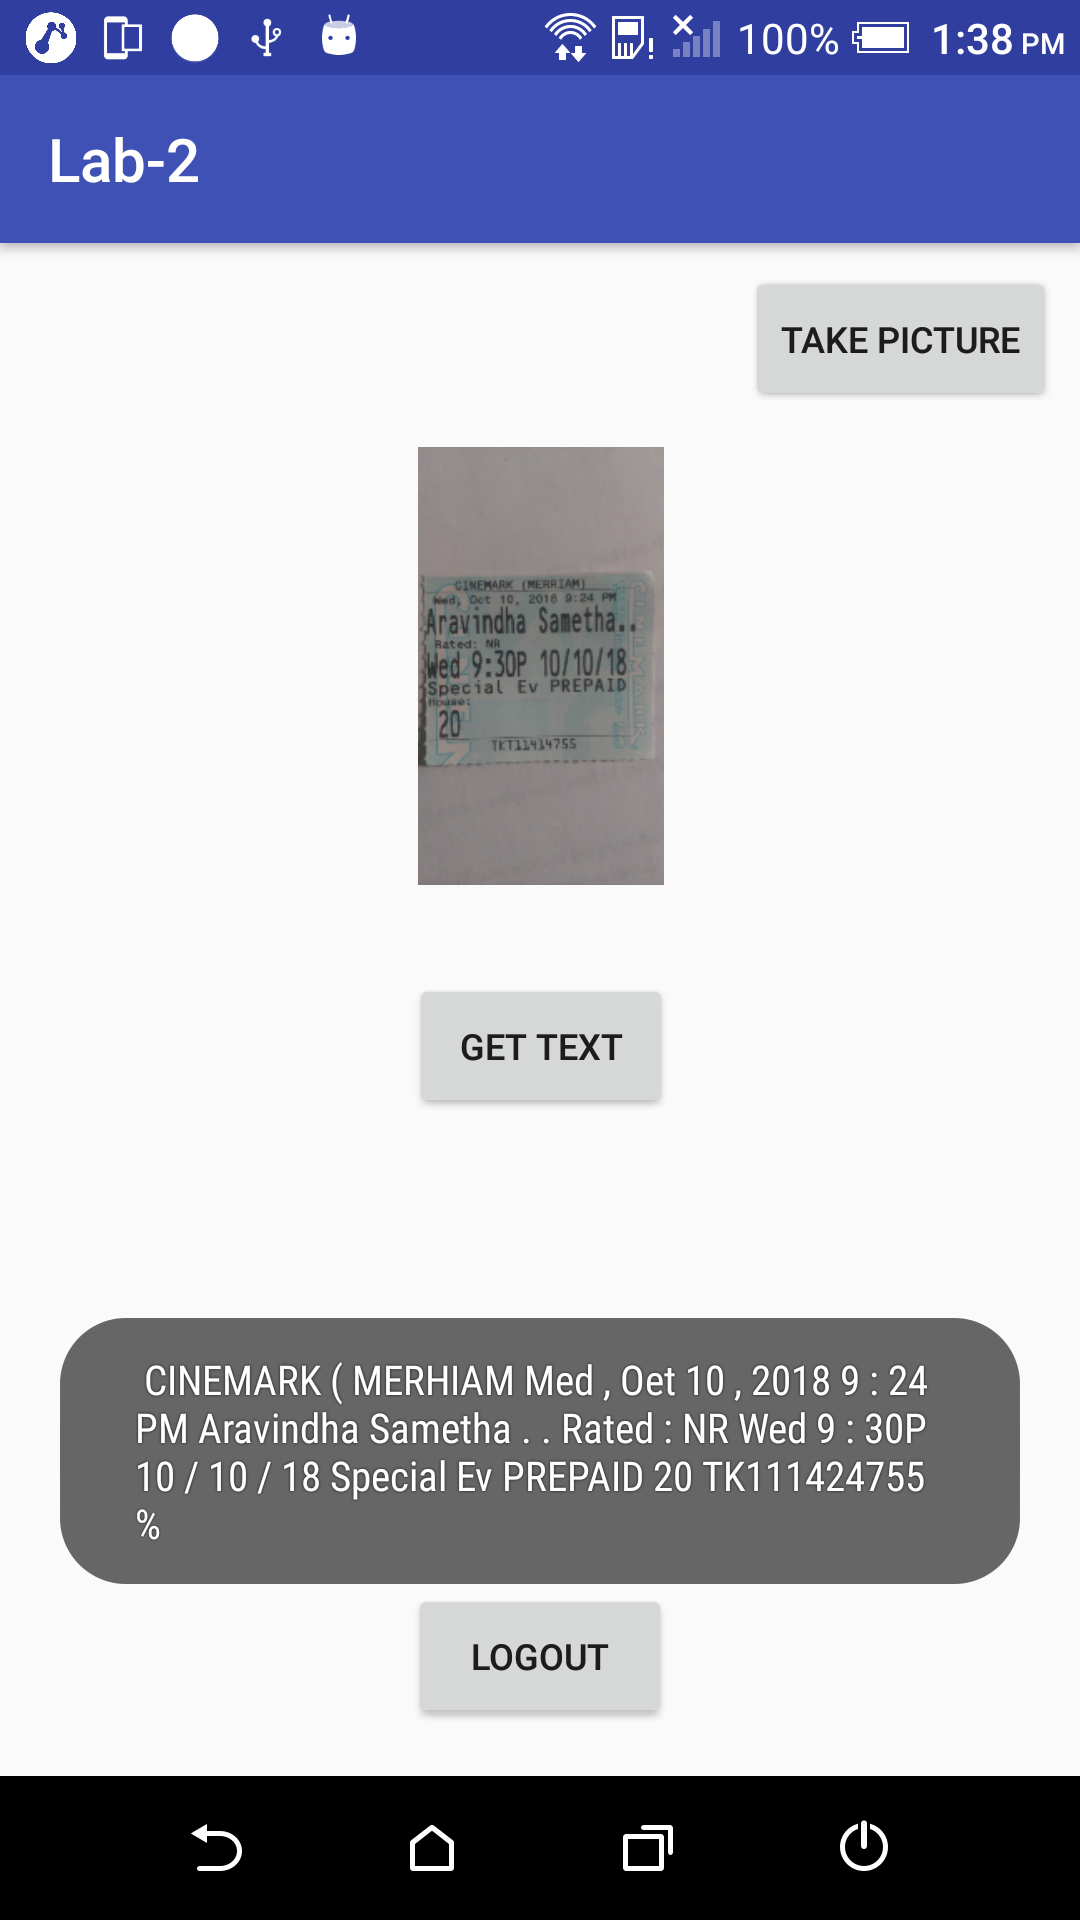 100% 1:38 PM
Lab-2
TAKE PICTURE
CINEMARK (MERRIAM)
Wed, Oct 10, 2018 9:24 PM
Aravindha Sametha..
Rated: NR
Wed 9:30P 10/10/18
Special Ev PREPAID
House:
20
TKT11414755
CINEMARK
GET TEXT
CINEMARK ( MERHIAM Med , Oet 10 , 2018 9 : 24
PM Aravindha Sametha . . Rated : NR Wed 9 : 30P
10 / 10 / 18 Special Ev PREPAID 20 TK111424755
%
LOGOUT